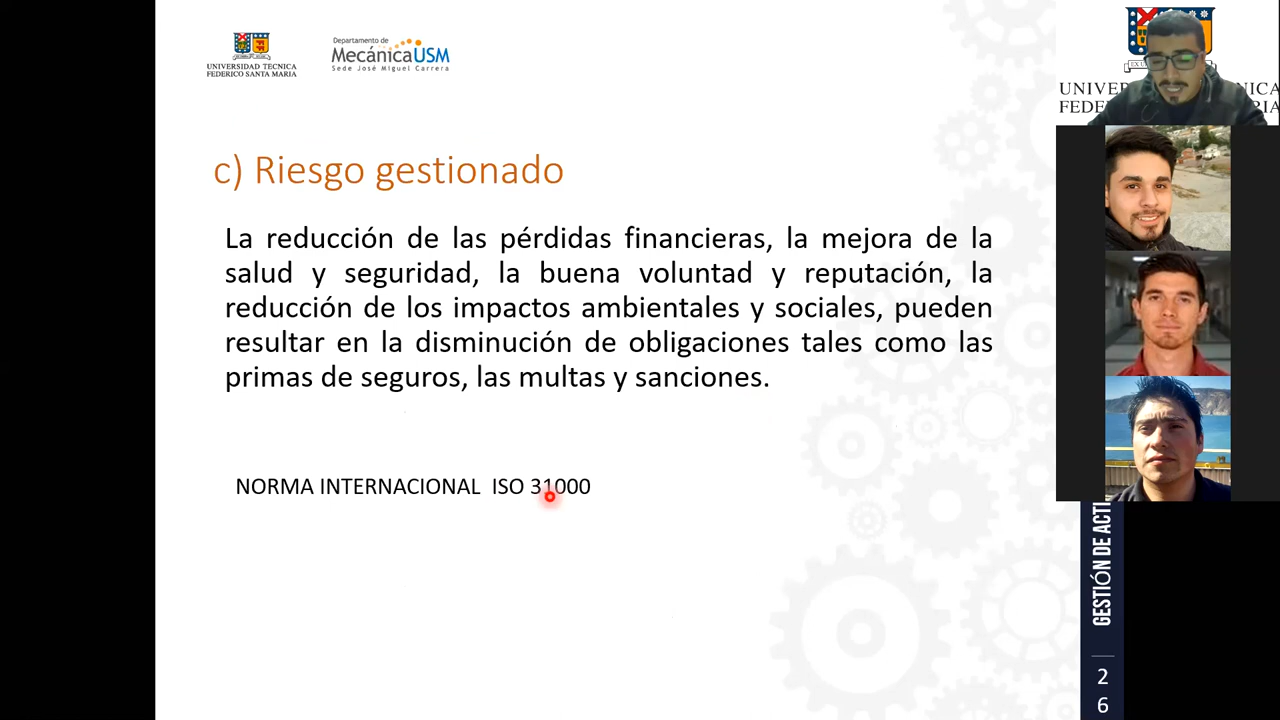 UNIVERSIDAD TECNICA
FEDERICO SANTA MARIA
Departamento de
MecánicaUSM
Sede José Miguel Carrera
c) Riesgo gestionado
La reducción de las pérdidas financieras, la mejora de la
salud y seguridad, la buena voluntad y reputación, la
reducción de los impactos ambientales y sociales, pueden
resultar en la disminución de obligaciones tales como las
primas de seguros, las multas y sanciones.
NORMA INTERNACIONAL ISO 31000
GESTIÓN DE ACTI
2
6